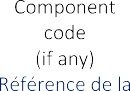 Component
code
(if any)
Référence de la